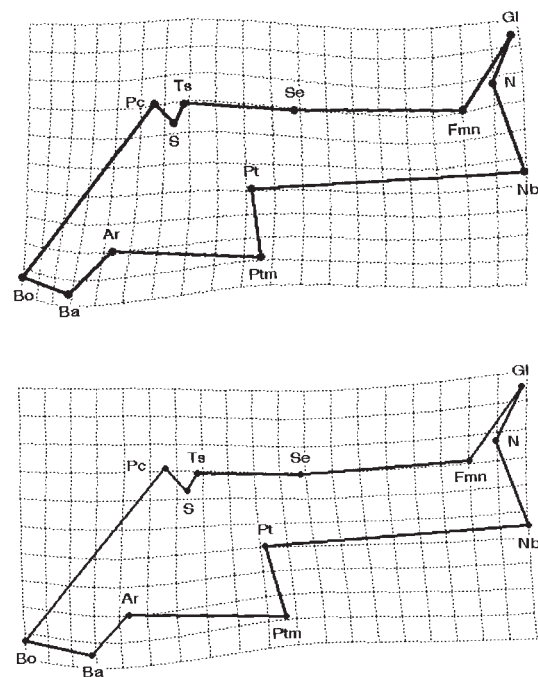 Gl
Ts Se N
Pc
S Fmn
Pt
Nb
Ar
Ptm
Bo
Ba
Gl
N
Pc Ts Se
Fmn
S
Pt
Nb
Ar
Ptm
Bo
Ba